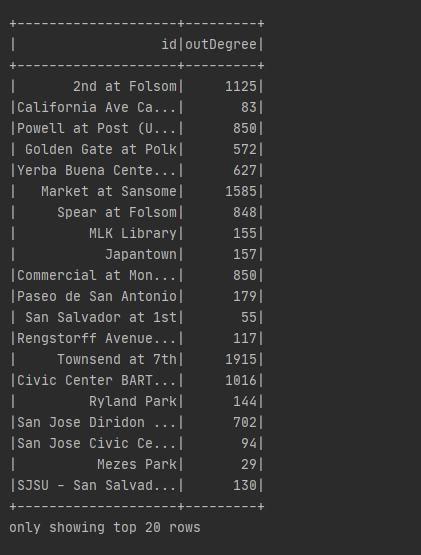 +--------------------+---------+
|                  id|outDegree|
+--------------------+---------+
|       2nd at Folsom|     1125|
|California Ave Ca...|       83|
|Powell at Post (U...|      850|
| Golden Gate at Polk|      572|
|Yerba Buena Cente...|      627|
|   Market at Sansome|     1585|
|     Spear at Folsom|      848|
|         MLK Library|      155|
|           Japantown|      157|
|Commercial at Mon...|      850|
|Paseo de San Antonio|      179|
| San Salvador at 1st|       55|
|Rengstorff Avenue...|      117|
|     Townsend at 7th|     1915|
|Civic Center BART...|     1016|
|         Ryland Park|      144|
|San Jose Diridon ...|      702|
|San Jose Civic Ce...|       94|
|          Mezes Park|       29|
|SJSU - San Salvad...|      130|
+--------------------+---------+
only showing top 20 rows